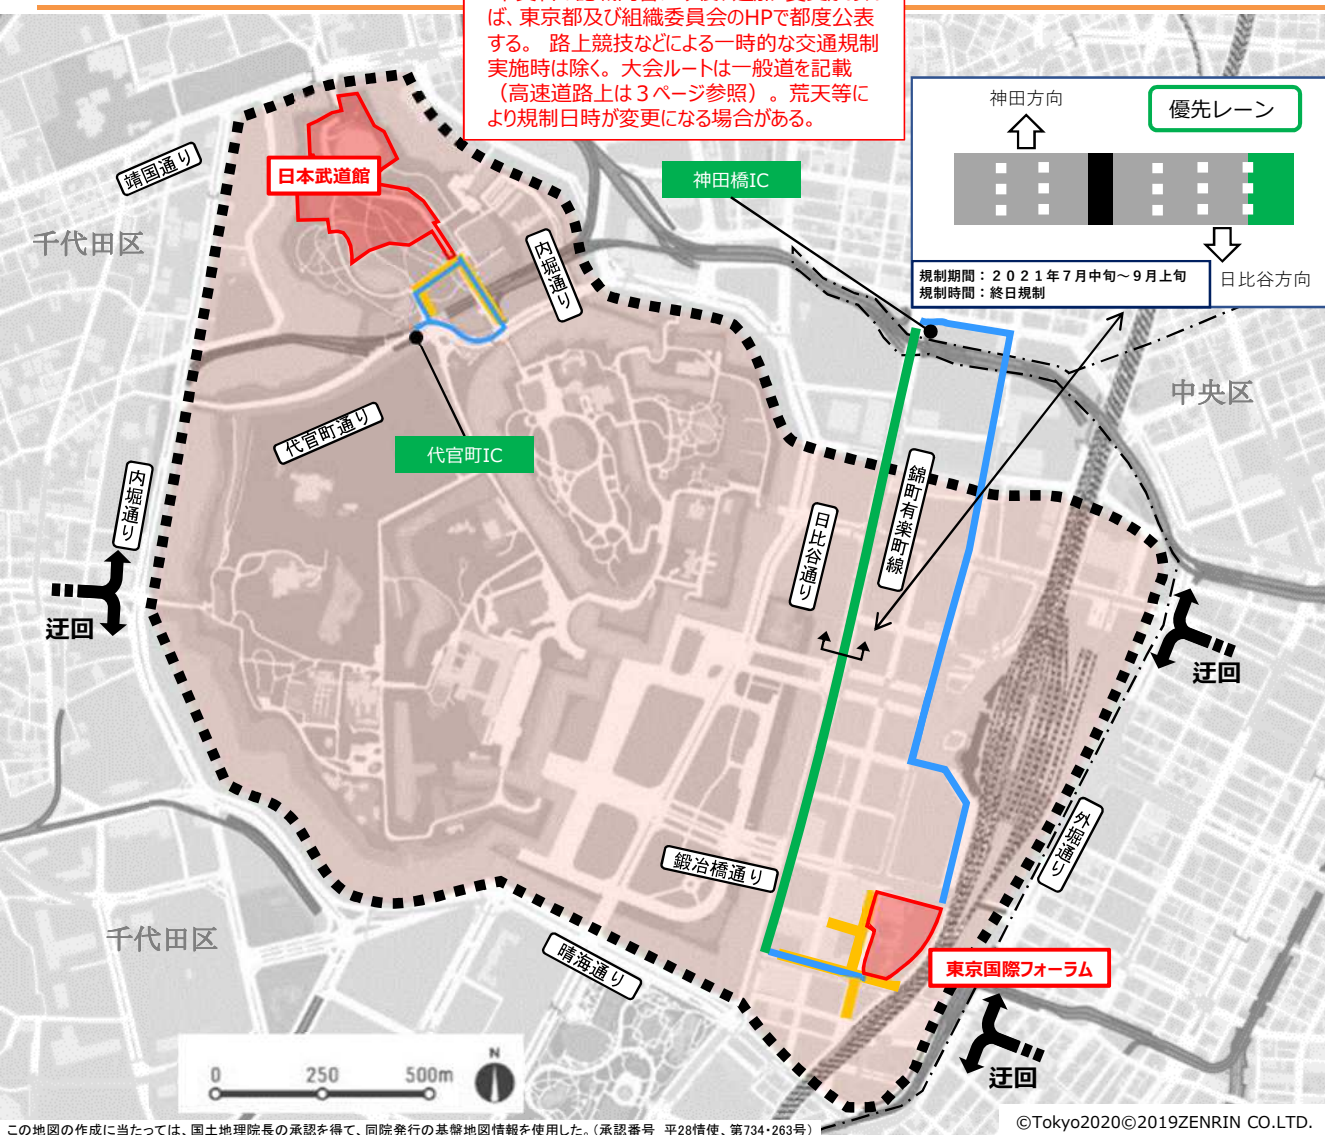 ば、東京都及び組織委員会のHPで都度公表
する。 路上競技などによる一時的な交通規制
実施時は除く。大会ルートは一般道を記載
（高速道路上は３ページ参照）。荒天等に
より規制日時が変更になる場合がある。
神田方向
優先レーン
規制期間：２０２１年７月中旬～９月上旬
規制時間：終日規制
日比谷方向
靖国通り
日本武道館
神田橋IC
千代田区
内堀通り
中央区
代官町通り
代官町IC
内堀通り
錦町有楽町線
日比谷通り
迂回
迂回
外堀通り
鍛冶橋通り
千代田区
晴海通り
東京国際フォーラム
迂回
0 250 500m
N
©Tokyo2020©2019ZENRIN CO.LTD.
この地図の作成に当たっては、国土地理院長の承認を得て、同院発行の基盤地図情報を使用した。（承認番号 平28情使、第734-263号）